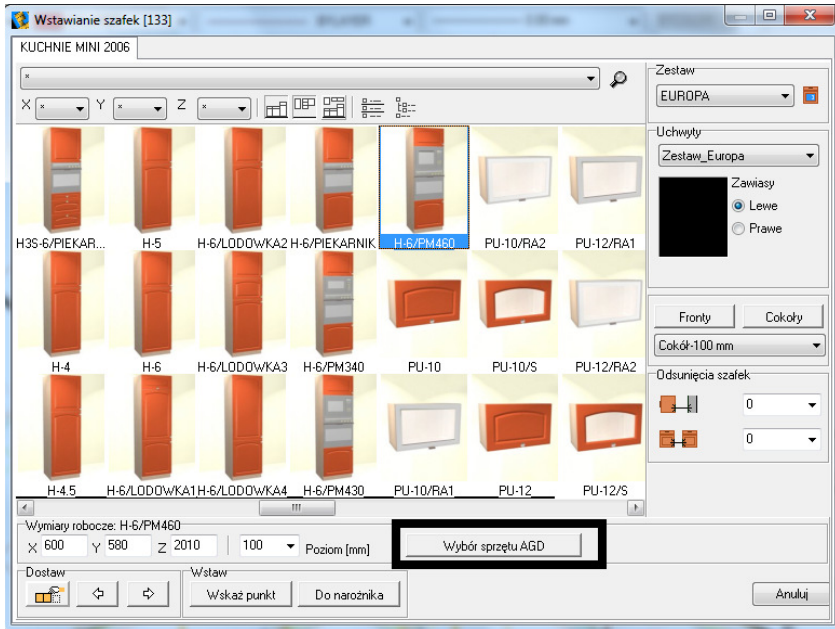 Wstawianie szafek [133]
KUCHNIE MINI 2006
*
X * Y * Z *
H3S-6/PIEKAR... H-5 H-6/LODOWKA2 H-6/PIEKARNIK H-6/PM460 PU-10/RA2 PU-12/RA1
H-4 H-6 H-6/LODOWKA3 H-6/PM340 PU-10 PU-10/S PU-12/RA2
H-4.5 H-6/LODOWKA1 H-6/LODOWKA4 H-6/PM430 PU-10/RA1 PU-12 PU-12/S
Zestaw
EUROPA
Uchwyty
Zestaw_Europa
Zawiasy
Lewe
Prawe
Fronty Cokoły
Cokół-100 mm
Odsunięcia szafek
0
0
Wymiary robocze: H-6/PM460
X 600 Y 580 Z 2010 100 Poziom [mm] Wybór sprzętu AGD
Dostaw Wstaw
Wskaż punkt Do narożnika Anuluj